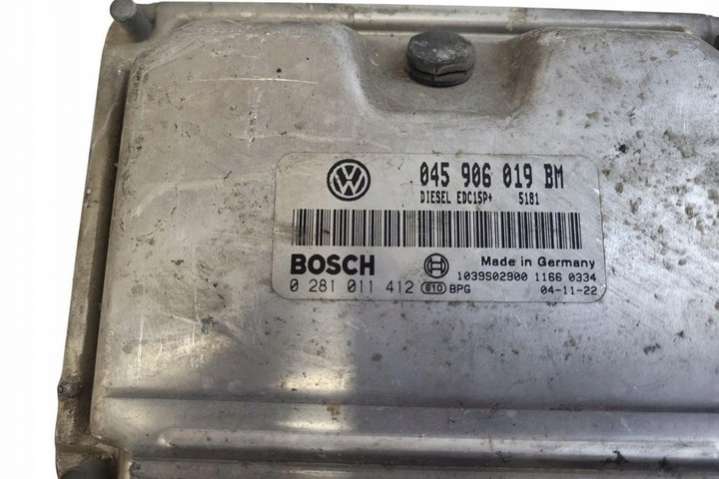 045 906 019 BM
DIESEL EDC15P+ 5181
BOSCH
Made in Germany
1039S02900 1166 0334
0 281 011 412 e10 BPG 04-11-22